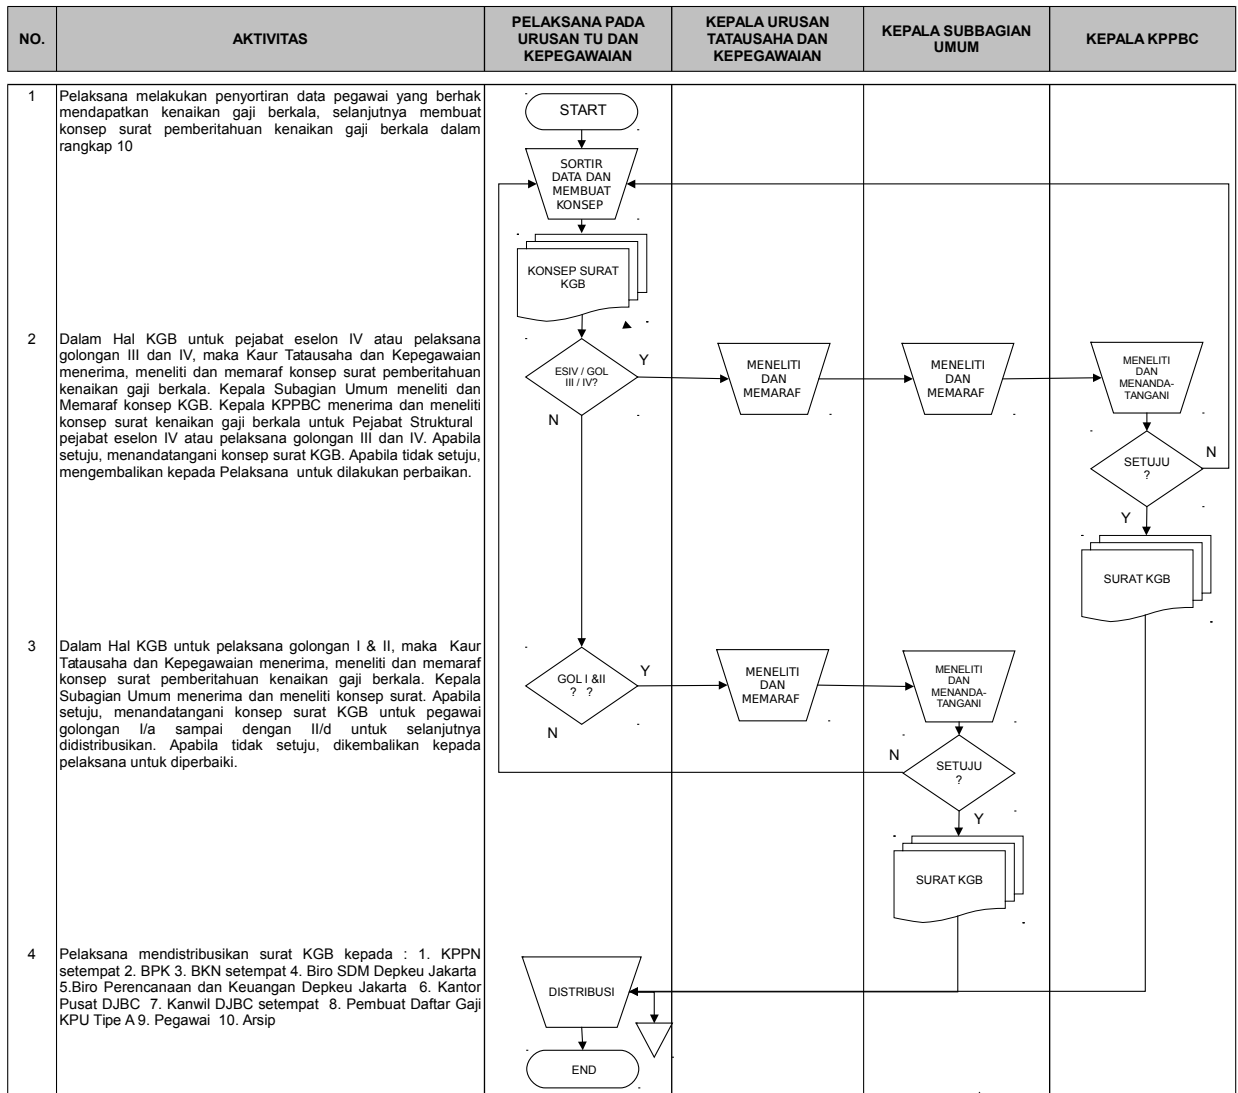 NO.
AKTIVITAS
PELAKSANA PADA
URUSAN TU DAN
KEPEGAWAIAN
KEPALA URUSAN
TATAUSAHA DAN
KEPEGAWAIAN
KEPALA SUBBAGIAN
UMUM
KEPALA KPPBC
1
Pelaksana melakukan penyortiran data pegawai yang berhak
mendapatkan kenaikan gaji berkala, selanjutnya membuat
konsep surat pemberitahuan kenaikan gaji berkala dalam
rangkap 10
START
SORTIR
DATA DAN
MEMBUAT
KONSEP
KONSEP SURAT
KGB
2
Dalam Hal KGB untuk pejabat eselon IV atau pelaksana
golongan III dan IV, maka Kaur Tatausaha dan Kepegawaian
menerima, meneliti dan memaraf konsep surat pemberitahuan
kenaikan gaji berkala. Kepala Subagian Umum meneliti dan
Memaraf konsep KGB. Kepala KPPBC menerima dan meneliti
konsep surat kenaikan gaji berkala untuk Pejabat Struktural
pejabat eselon IV atau pelaksana golongan III dan IV. Apabila
setuju, menandatangani konsep surat KGB. Apabila tidak setuju,
mengembalikan kepada Pelaksana untuk dilakukan perbaikan.
ESIV / GOL
III / IV?
Y
N
MENELITI
DAN
MEMARAF
MENELITI
DAN
MEMARAF
MENELITI
DAN
MENANDA-
TANGANI
SETUJU
?
N
Y
SURAT KGB
3
Dalam Hal KGB untuk pelaksana golongan I & II, maka Kaur
Tatausaha dan Kepegawaian menerima, meneliti dan memaraf
konsep surat pemberitahuan kenaikan gaji berkala. Kepala
Subagian Umum menerima dan meneliti konsep surat. Apabila
setuju, menandatangani konsep surat KGB untuk pegawai
golongan I/a sampai dengan II/d untuk selanjutnya
didistribusikan. Apabila tidak setuju, dikembalikan kepada
pelaksana untuk diperbaiki.
GOL I &II
? ?
Y
N
MENELITI
DAN
MEMARAF
MENELITI
DAN
MENANDA-
TANGANI
N
SETUJU
?
Y
SURAT KGB
4
Pelaksana mendistribusikan surat KGB kepada : 1. KPPN
setempat 2. BPK 3. BKN setempat 4. Biro SDM Depkeu Jakarta
5.Biro Perencanaan dan Keuangan Depkeu Jakarta 6. Kantor
Pusat DJBC 7. Kanwil DJBC setempat 8. Pembuat Daftar Gaji
KPU Tipe A 9. Pegawai 10. Arsip
DISTRIBUSI
END